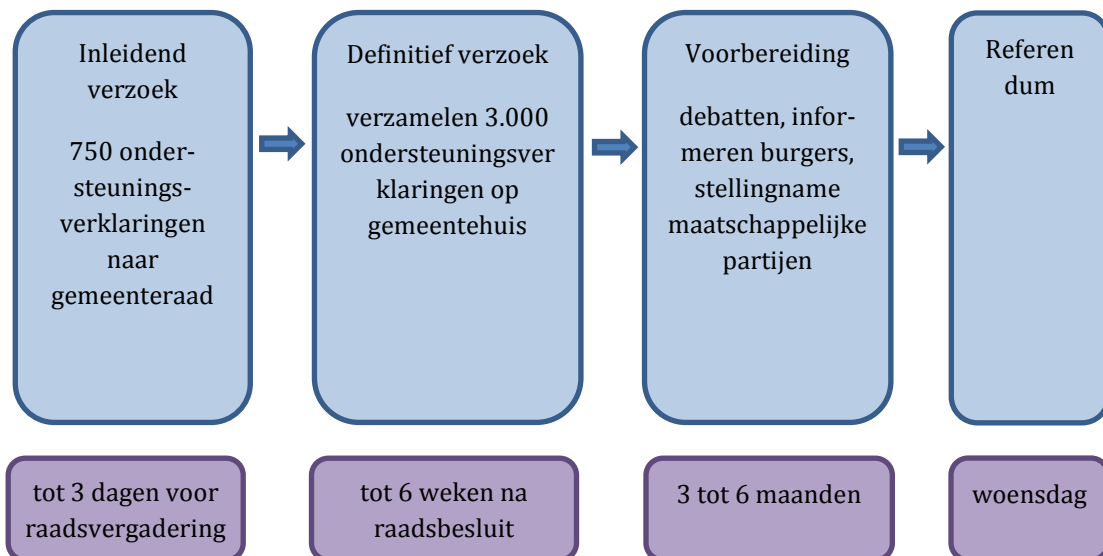 Inleidend
verzoek
750 onder-
steunings-
verklaringen
naar
gemeenteraad
Definitief verzoek
verzamelen 3.000
ondersteuningsver
klaringen op
gemeentehuis
Voorbereiding
debatten, infor-
meren burgers,
stellingname
maatschappelijke
partijen
Referen
dum
tot 3 dagen voor
raadsvergadering
tot 6 weken na
raadsbesluit
3 tot 6 maanden
woensdag